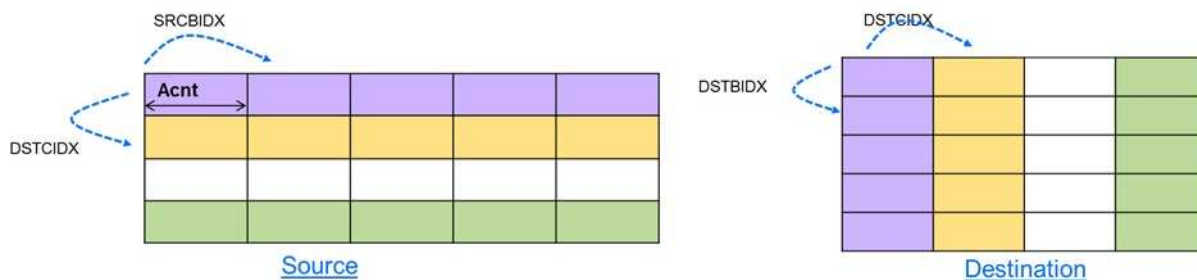 SRCBIDX
Acnt
DSTCIDX
Source
DSTCIDX
DSTBIDX
Destination